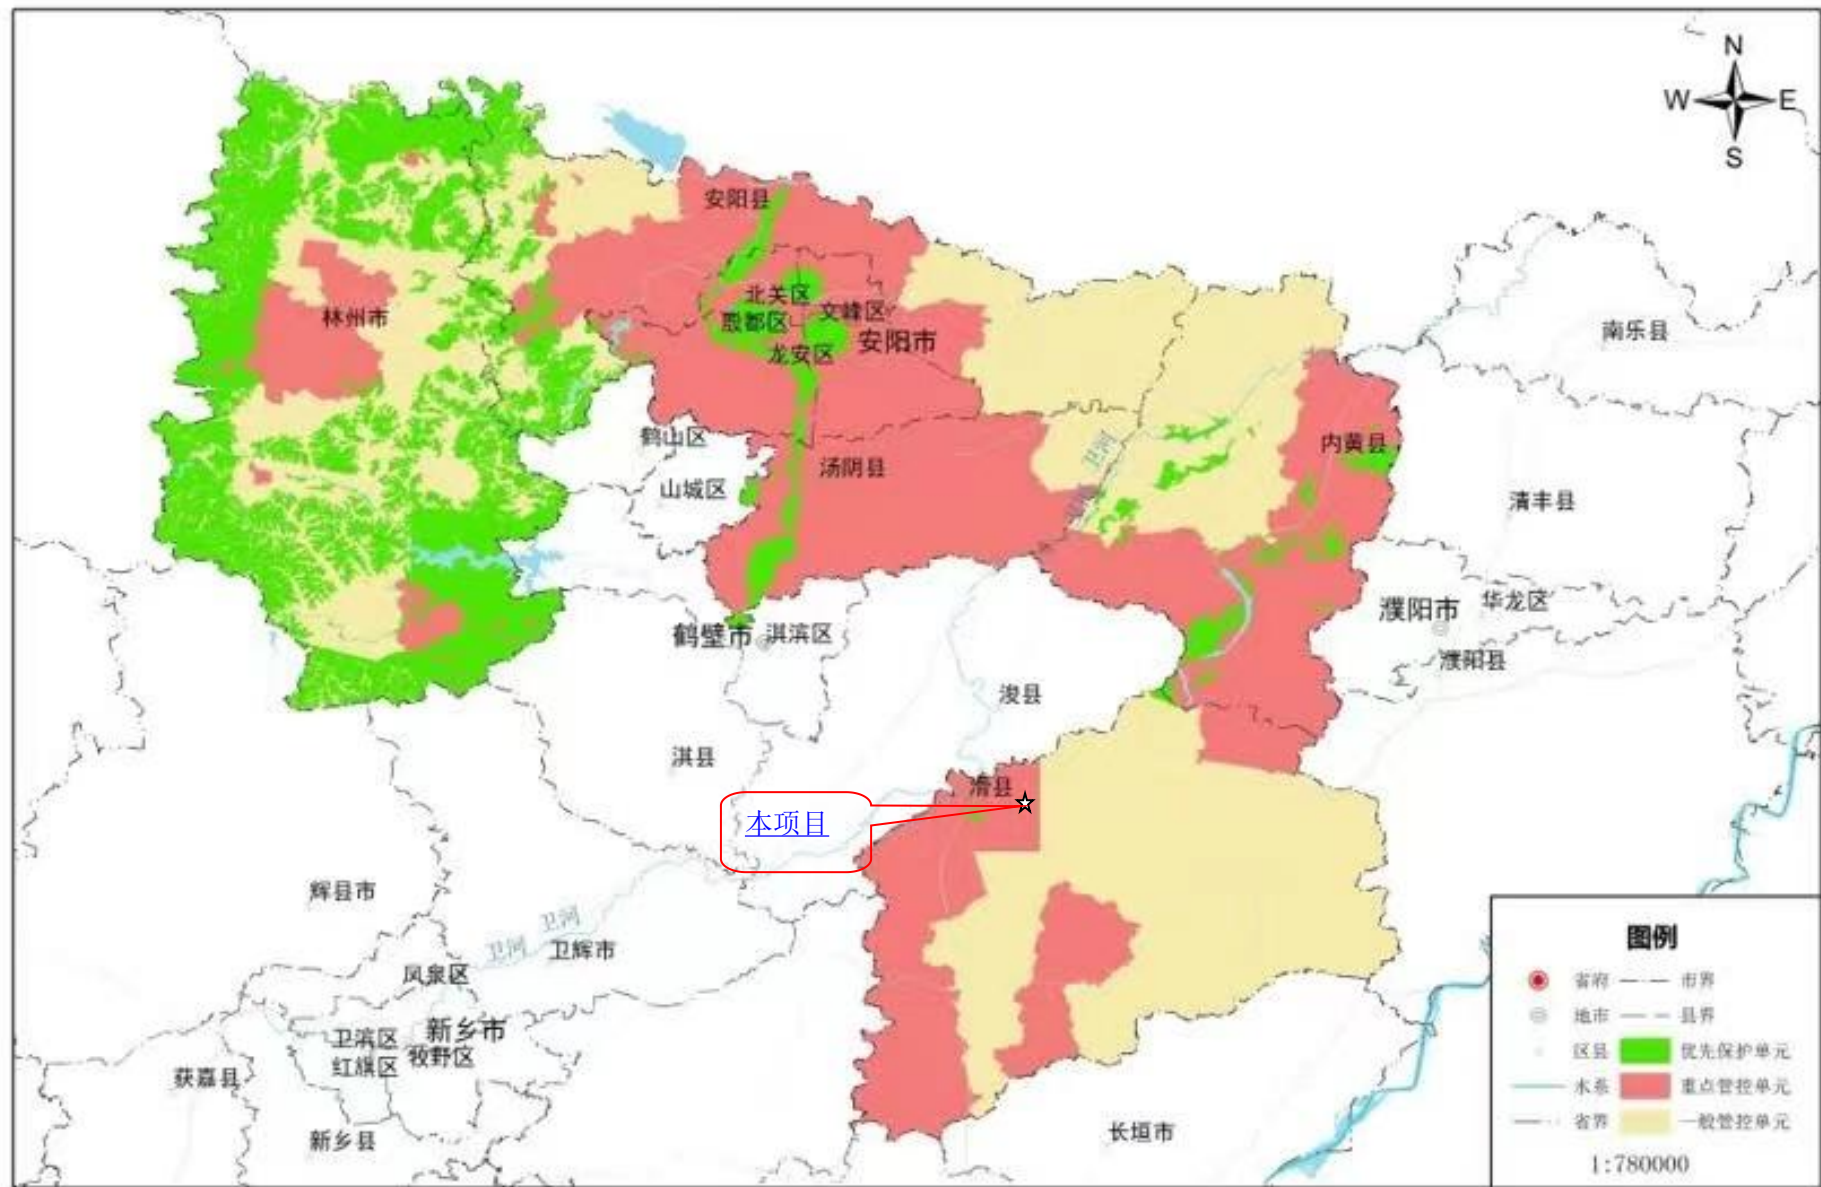 N
W
E
S
安阳县
北关区
殷都区
文峰区
林州市
安阳市
龙安区
南乐县
鹤山区
汤阴县
卫河
内黄县
山城区
清丰县
濮阳市
华龙区
鹤壁市
淇滨区
濮阳县
浚县
淇县
滑县
本项目
辉县市
卫河
卫河
卫辉市
凤泉区
卫滨区
新乡市
红旗区
牧野区
获嘉县
新乡县
长垣市
图例
省府
市界
地市
县界
区县
优先保护单元
水系
重点管控单元
省界
一般管控单元
1:780000